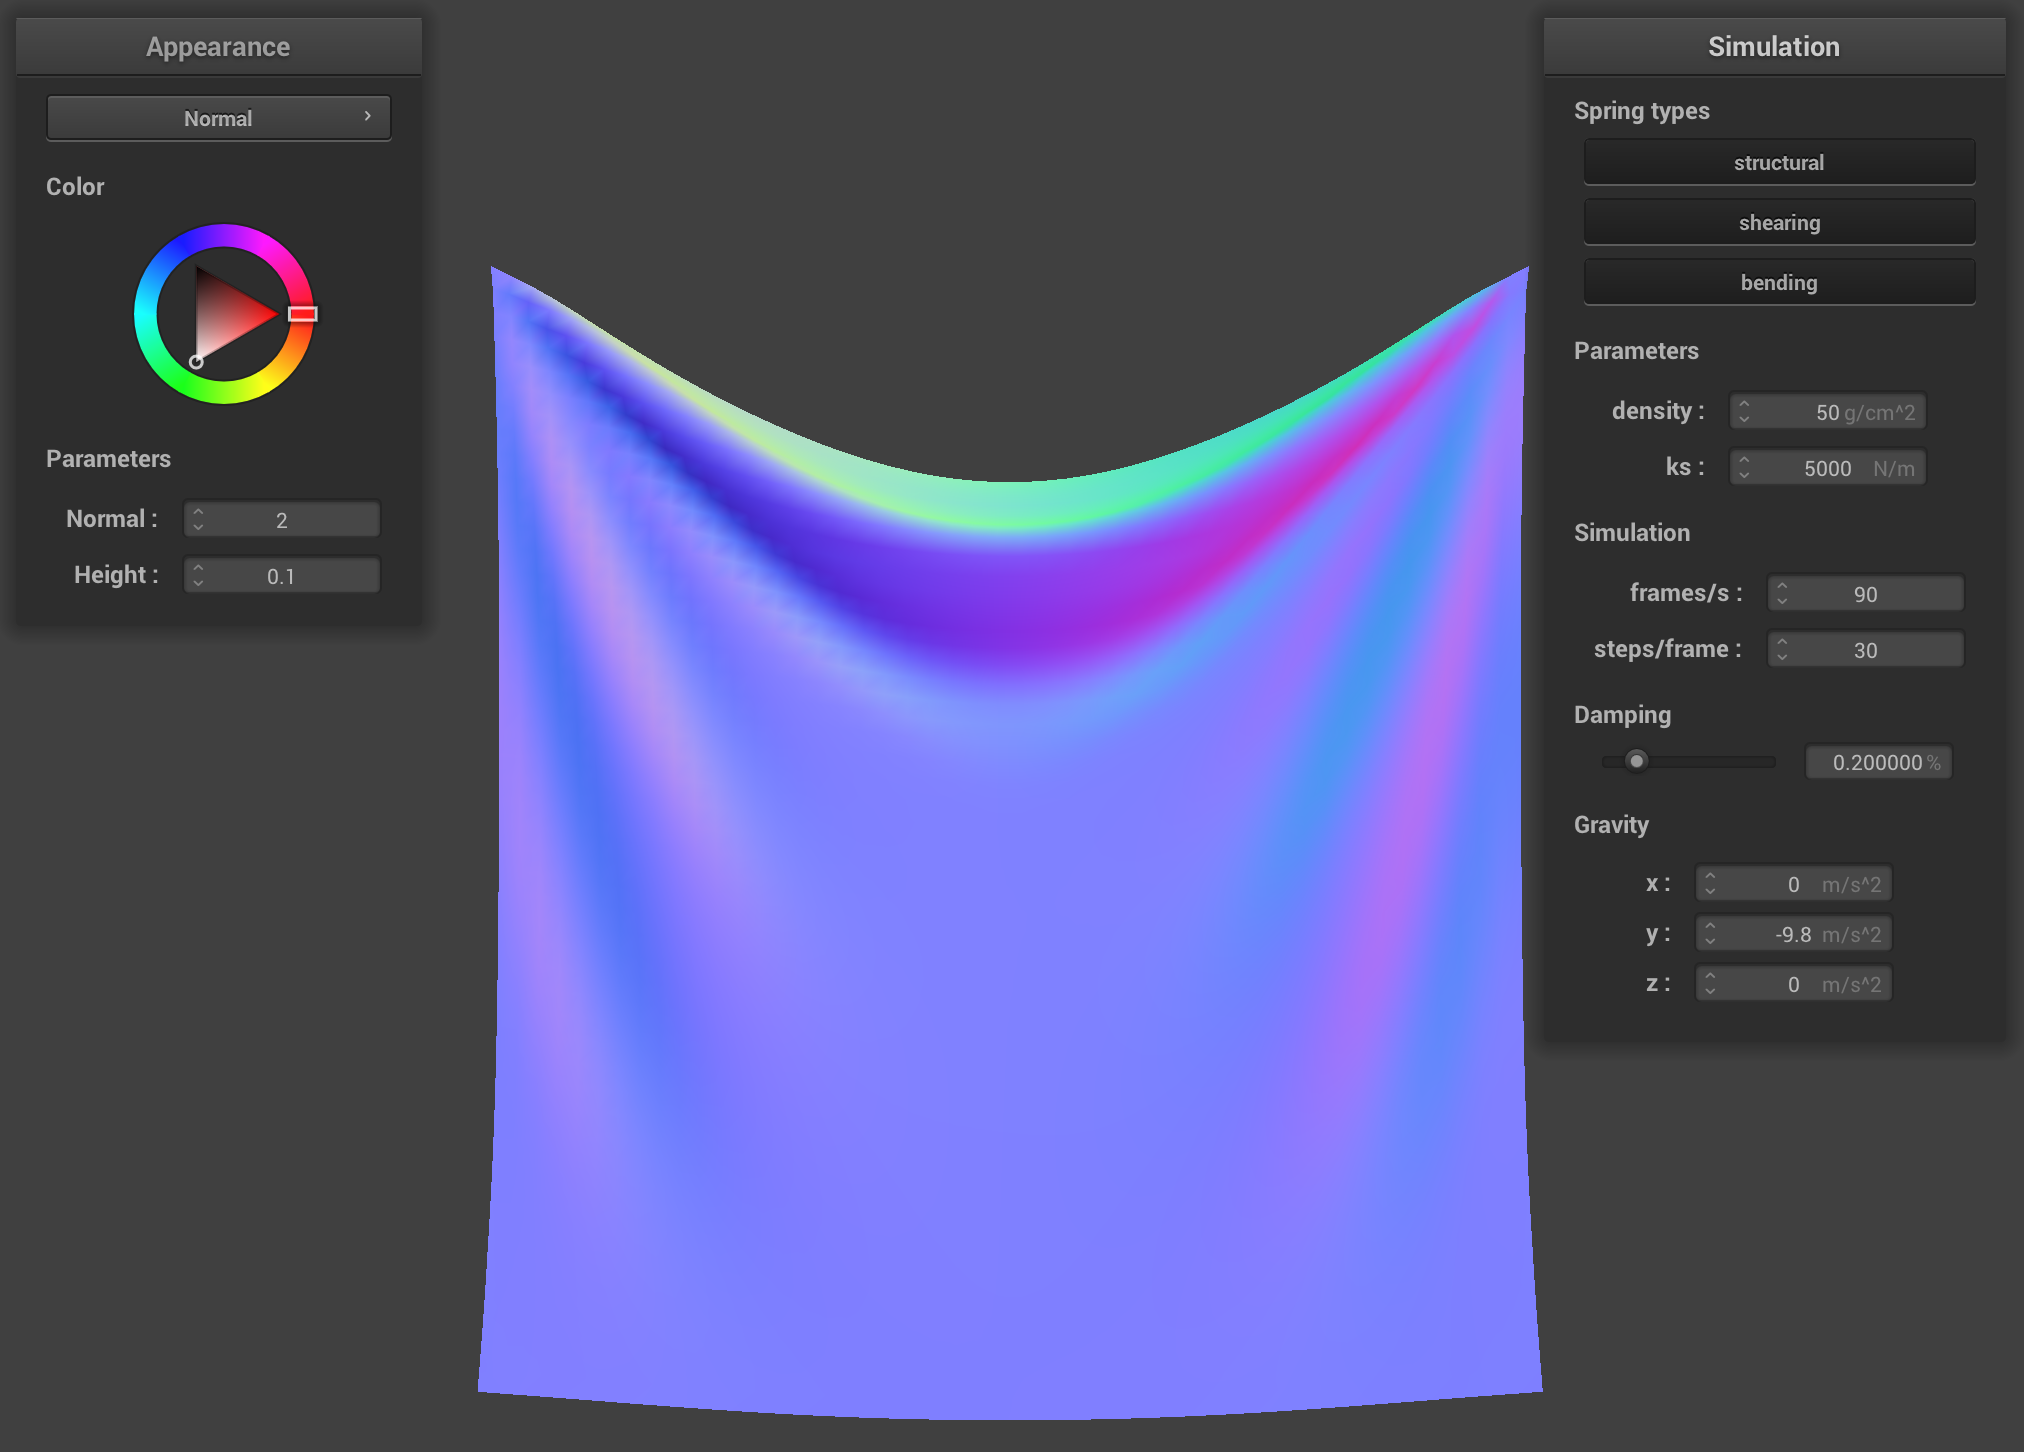 Appearance
Normal
Color
Parameters
Normal : 2
Height : 0.1
Simulation
Spring types
structural
shearing
bending
Parameters
density : 50 g/cm^2
ks : 5000 N/m
Simulation
frames/s : 90
steps/frame : 30
Damping
0.200000 %
Gravity
x : 0 m/s^2
y : -9.8 m/s^2
z : 0 m/s^2